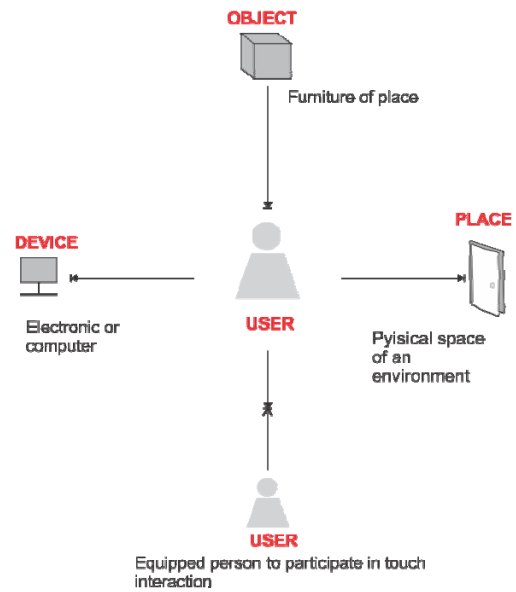 OBJECT
Furniture of place
PLACE
DEVICE
USER
Electronic or
computer
Pyisical space
of an
environment
USER
Equipped person to participate in touch
interaction